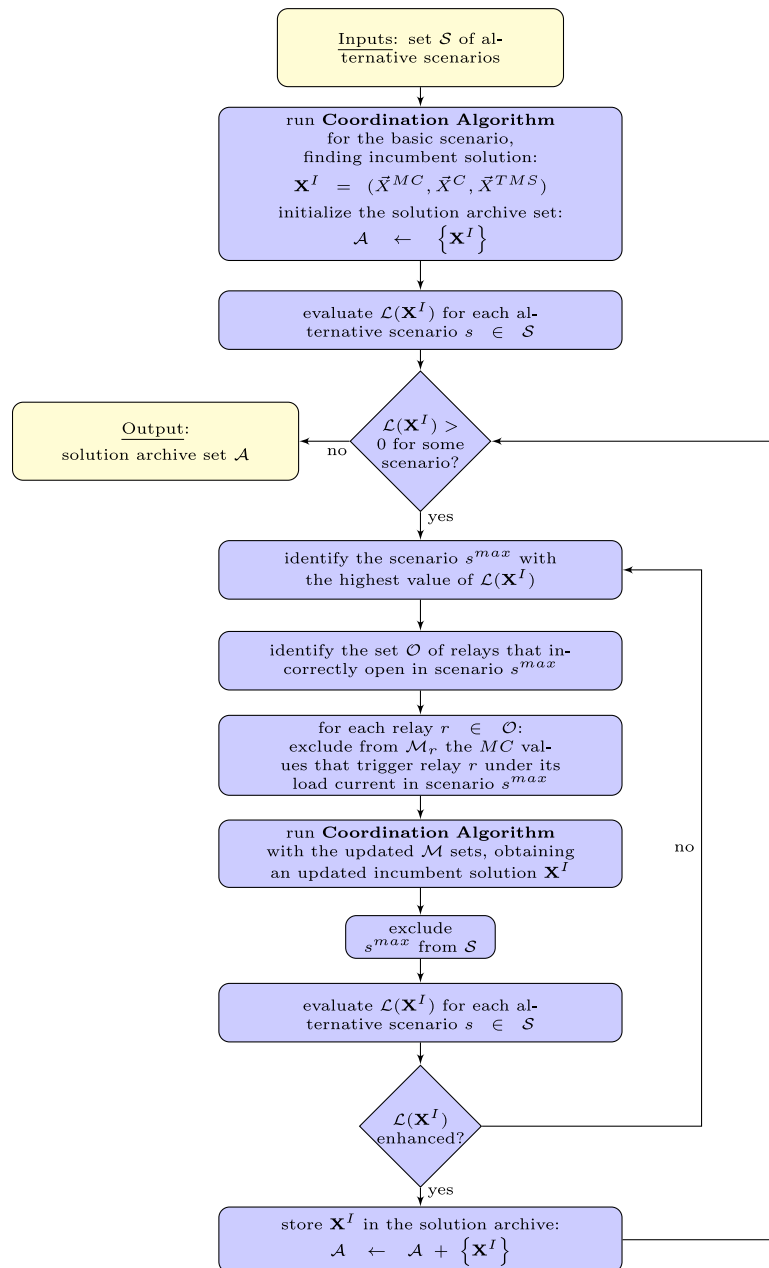 Inputs: set 𝒮 of al-
ternative scenarios
run Coordination Algorithm
for the basic scenario,
finding incumbent solution:
X^I = (X⃗^MC, X⃗^C, X⃗^TMS)
initialize the solution archive set:
𝒜 ← {X^I}
evaluate ℒ(X^I) for each al-
ternative scenario s ∈ 𝒮
ℒ(X^I) >
0 for some
scenario?
no
Output:
solution archive set 𝒜
yes
identify the scenario s^max with
the highest value of ℒ(X^I)
identify the set 𝒪 of relays that in-
correctly open in scenario s^max
for each relay r ∈ 𝒪:
exclude from ℳ_r the MC val-
ues that trigger relay r under its
load current in scenario s^max
run Coordination Algorithm
with the updated ℳ sets, obtaining
an updated incumbent solution X^I
no
exclude
s^max from 𝒮
evaluate ℒ(X^I) for each al-
ternative scenario s ∈ 𝒮
ℒ(X^I)
enhanced?
yes
store X^I in the solution archive:
𝒜 ← 𝒜 + {X^I}